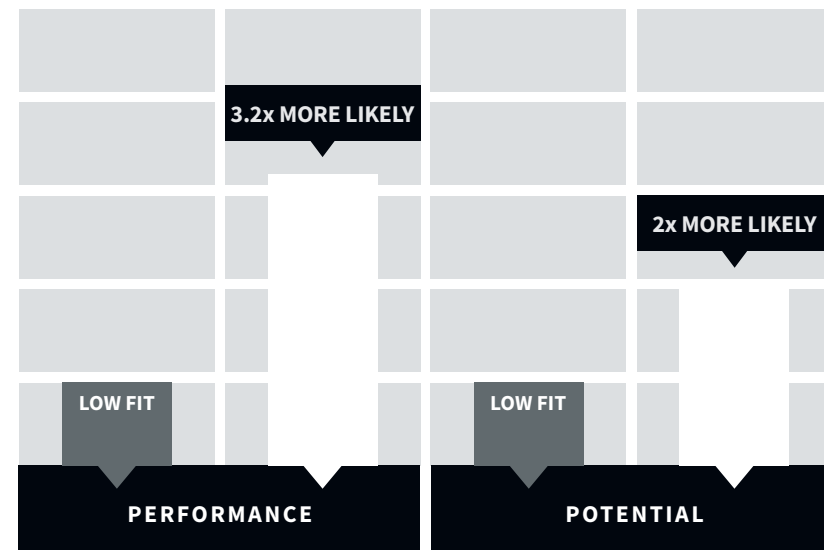 3.2x MORE LIKELY
2x MORE LIKELY
LOW FIT
LOW FIT
PERFORMANCE
POTENTIAL